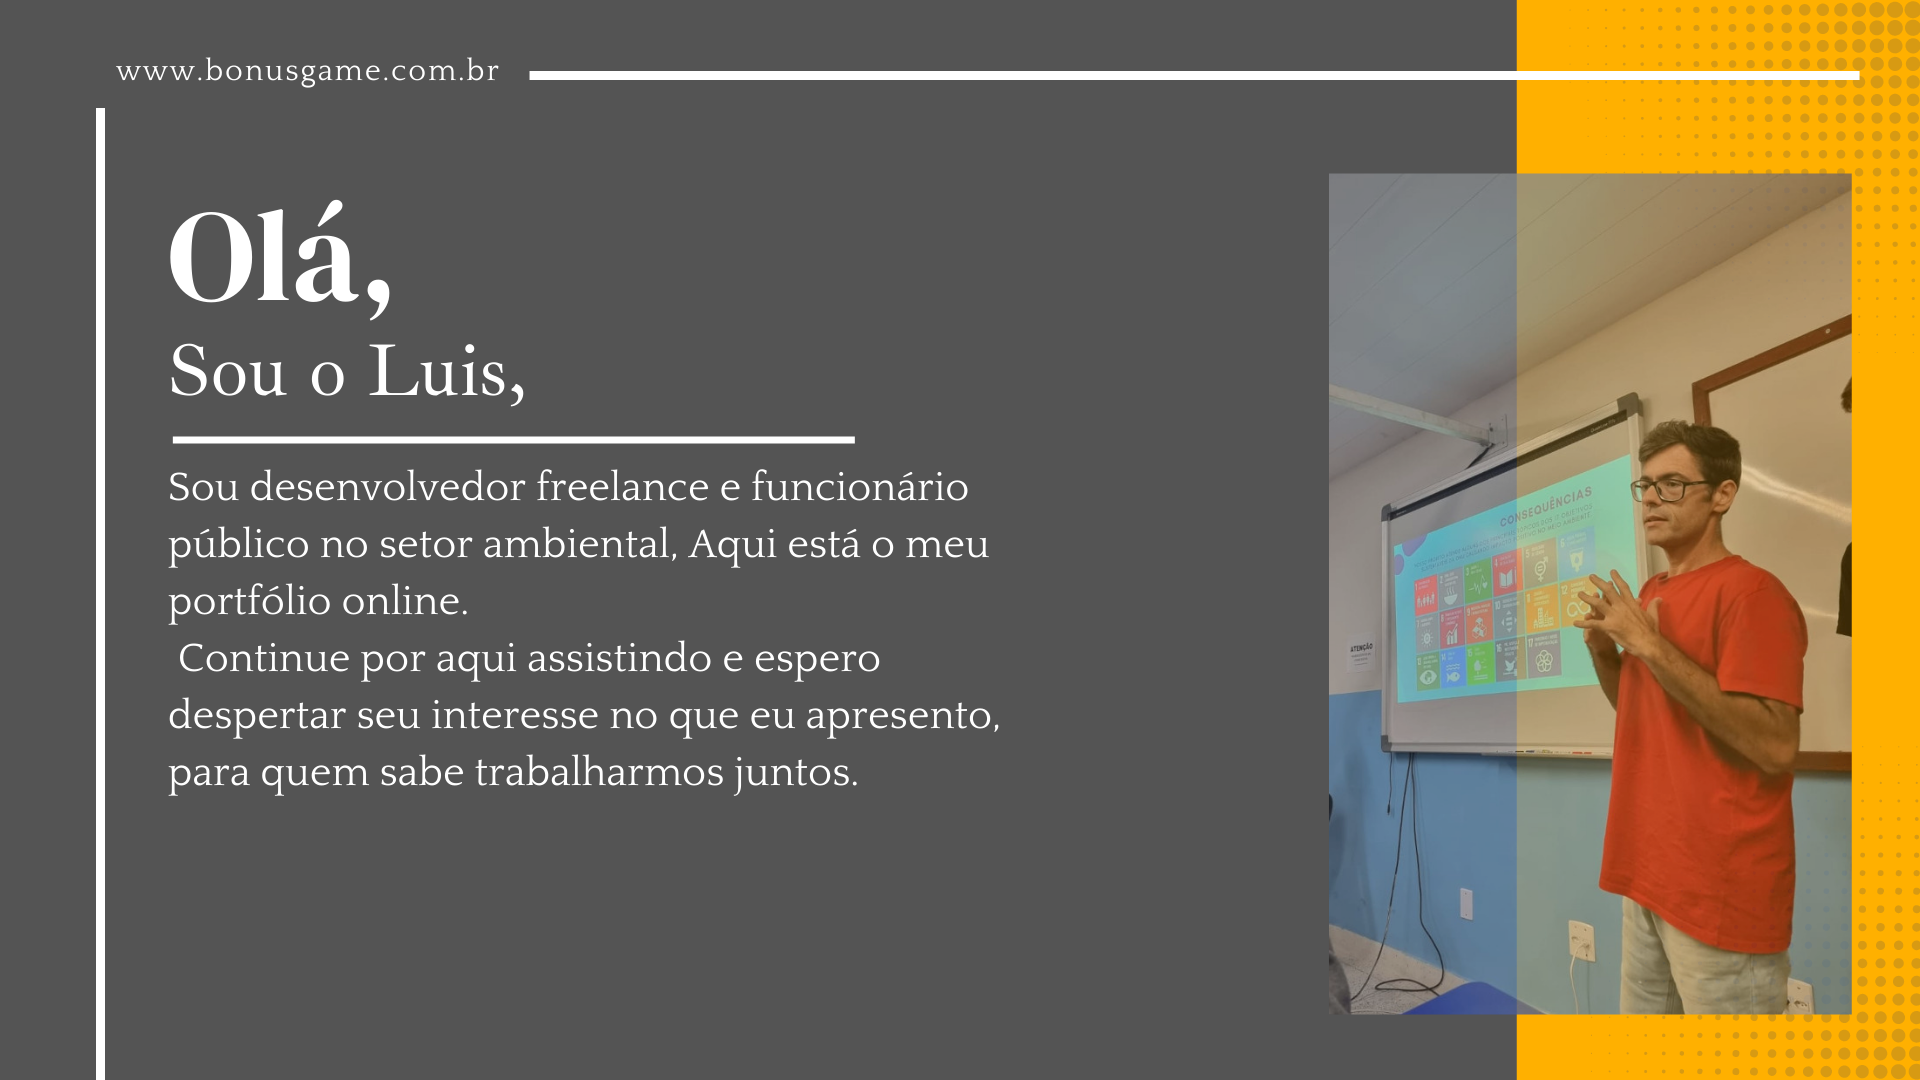 www.bonusgame.com.br
Olá,
Sou o Luis,
Sou desenvolvedor freelance e funcionário
público no setor ambiental, Aqui está o meu
portfólio online.
Continue por aqui assistindo e espero
despertar seu interesse no que eu apresento,
para quem sabe trabalharmos juntos.
CONSEQUÊNCIAS
ATENÇÃO